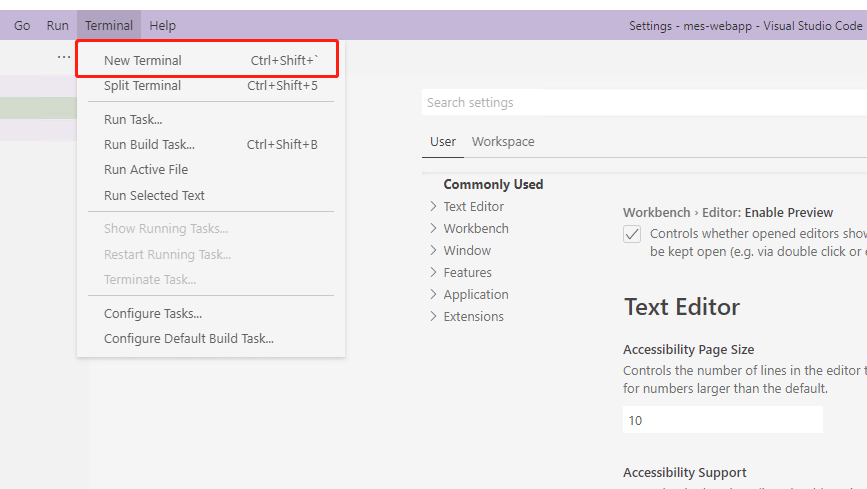 Go Run Terminal Help Settings - mes-webapp - Visual Studio Code
New Terminal Ctrl+Shift+`
Split Terminal Ctrl+Shift+5
Run Task...
Run Build Task... Ctrl+Shift+B
Run Active File
Run Selected Text
Show Running Tasks...
Restart Running Task...
Terminate Task...
Configure Tasks...
Configure Default Build Task...
Search settings
User Workspace
Commonly Used
Text Editor
Workbench
Window
Features
Application
Extensions
Workbench › Editor: Enable Preview
Controls whether opened editors show
be kept open (e.g. via double click or
Text Editor
Accessibility Page Size
Controls the number of lines in the editor
for numbers larger than the default.
10
Accessibility Support